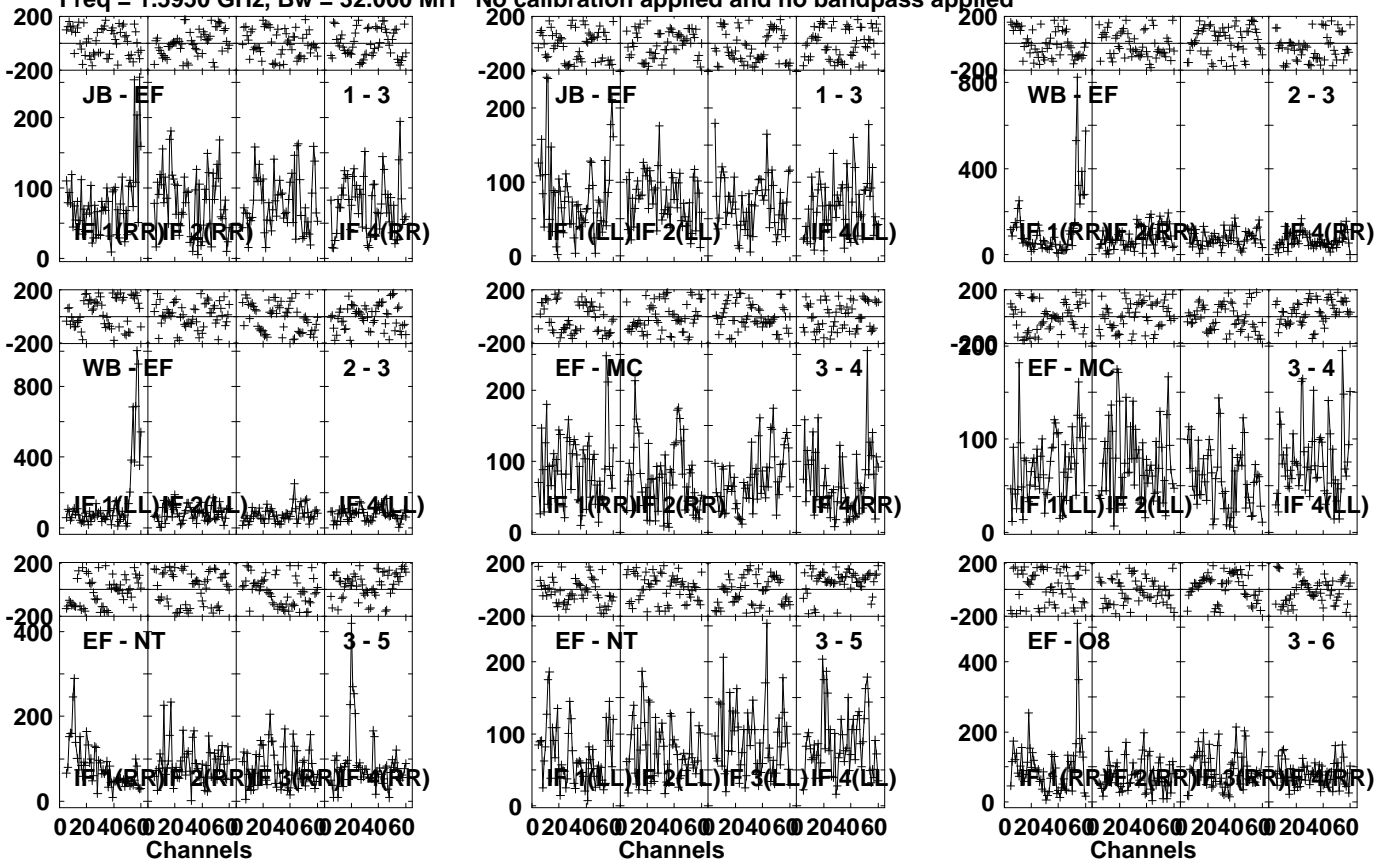 Freq = 1.5950 GHz, Bw = 32.000 MH No calibration applied and no bandpass applied
200
-200
JB - EF 1 - 3
200
100
0
IF 1(RR) IF 2(RR) IF 4(RR)
200
-200
JB - EF 1 - 3
200
100
0
IF 1(LL) IF 2(LL) IF 4(LL)
200
-200
800
WB - EF 2 - 3
400
0
IF 1(RR) IF 2(RR) IF 4(RR)
200
-200
WB - EF 2 - 3
800
400
0
IF 1(LL) IF 2(LL) IF 4(LL)
200
-200
EF - MC 3 - 4
200
100
0
IF 1(RR) IF 2(RR) IF 4(RR)
200
-200
200
EF - MC 3 - 4
100
0
IF 1(LL) IF 2(LL) IF 4(LL)
200
-200
400
EF - NT 3 - 5
200
0
IF 1(RR) IF 2(RR) IF 3(RR) IF 4(RR)
0 20 40 60 0 20 40 60 0 20 40 60 0 20 40 60
Channels
200
-200
EF - NT 3 - 5
200
100
0
IF 1(LL) IF 2(LL) IF 3(LL) IF 4(LL)
0 20 40 60 0 20 40 60 0 20 40 60 0 20 40 60
Channels
200
-200
EF - O8 3 - 6
400
200
0
IF 1(RR) IF 2(RR) IF 3(RR) IF 4(RR)
0 20 40 60 0 20 40 60 0 20 40 60 0 20 40 60
Channels